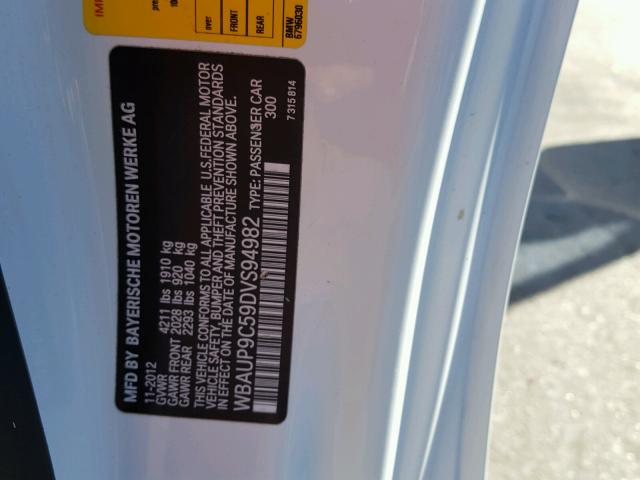 MFD BY BAYERISCHE MOTOREN WERKE AG
11-2012
GVWR 4211 lbs 1910 kg
GAWR FRONT 2028 lbs 920 kg
GAWR REAR 2293 lbs 1040 kg
THIS VEHICLE CONFORMS TO ALL APPLICABLE U.S.FEDERAL MOTOR
VEHICLE SAFETY, BUMPER AND THEFT PREVENTION STANDARDS
IN EFFECT ON THE DATE OF MANUFACTURE SHOWN ABOVE.
WBAUP9C59DVS94982 TYPE: PASSENGER CAR
300
7 315 814
over
FRONT
REAR
BMW
6796030